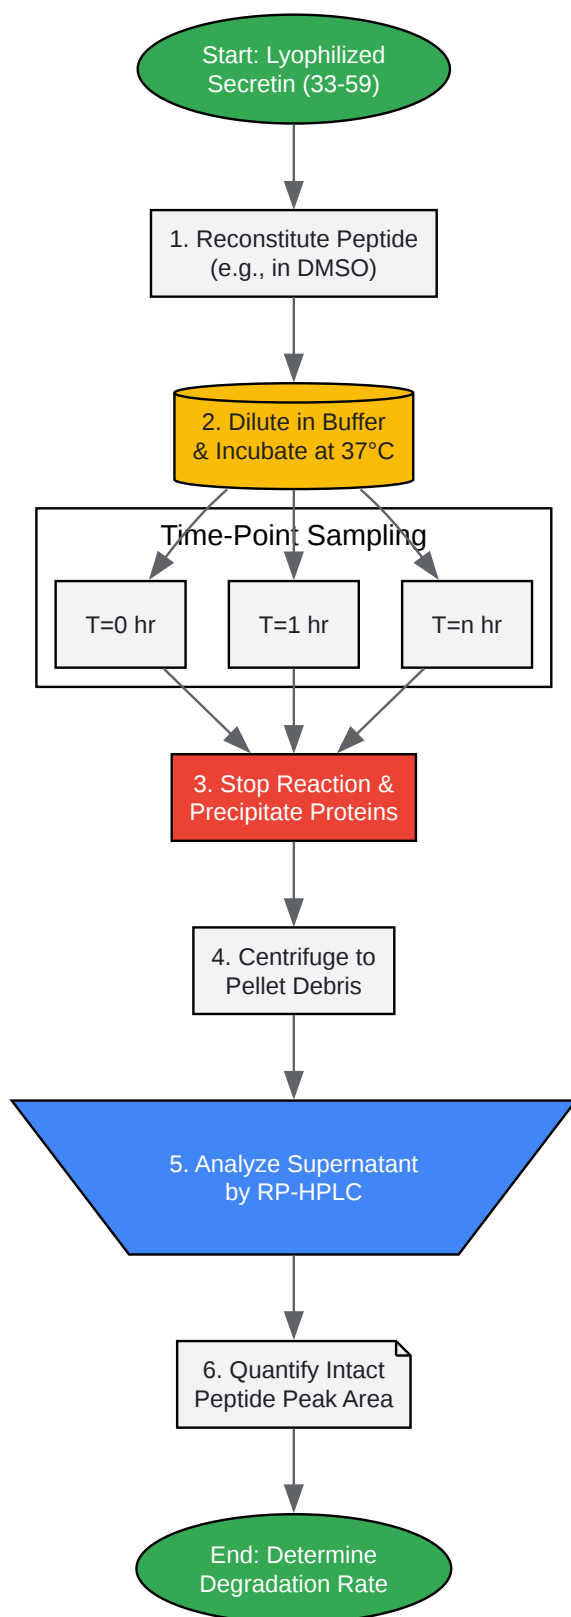 Start: Lyophilized
Secretin (33-59)
1. Reconstitute Peptide
(e.g., in DMSO)
2. Dilute in Buffer
& Incubate at 37°C
Time-Point Sampling
T=0 hr
T=1 hr
T=n hr
3. Stop Reaction &
Precipitate Proteins
4. Centrifuge to
Pellet Debris
5. Analyze Supernatant
by RP-HPLC
6. Quantify Intact
Peptide Peak Area
End: Determine
Degradation Rate